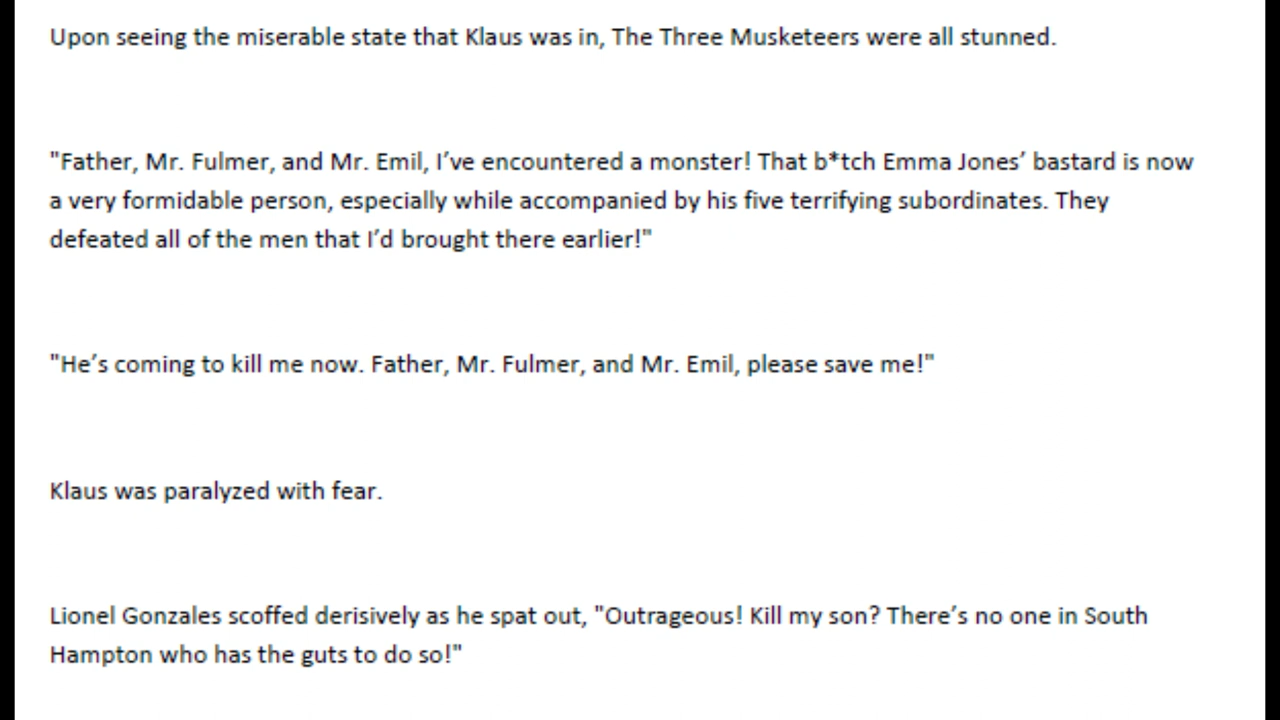 Upon seeing the miserable state that Klaus was in, The Three Musketeers were all stunned.
"Father, Mr. Fulmer, and Mr. Emil, I’ve encountered a monster! That b*tch Emma Jones’ bastard is now
a very formidable person, especially while accompanied by his five terrifying subordinates. They
defeated all of the men that I’d brought there earlier!"
"He’s coming to kill me now. Father, Mr. Fulmer, and Mr. Emil, please save me!"
Klaus was paralyzed with fear.
Lionel Gonzales scoffed derisively as he spat out, "Outrageous! Kill my son? There’s no one in South
Hampton who has the guts to do so!"